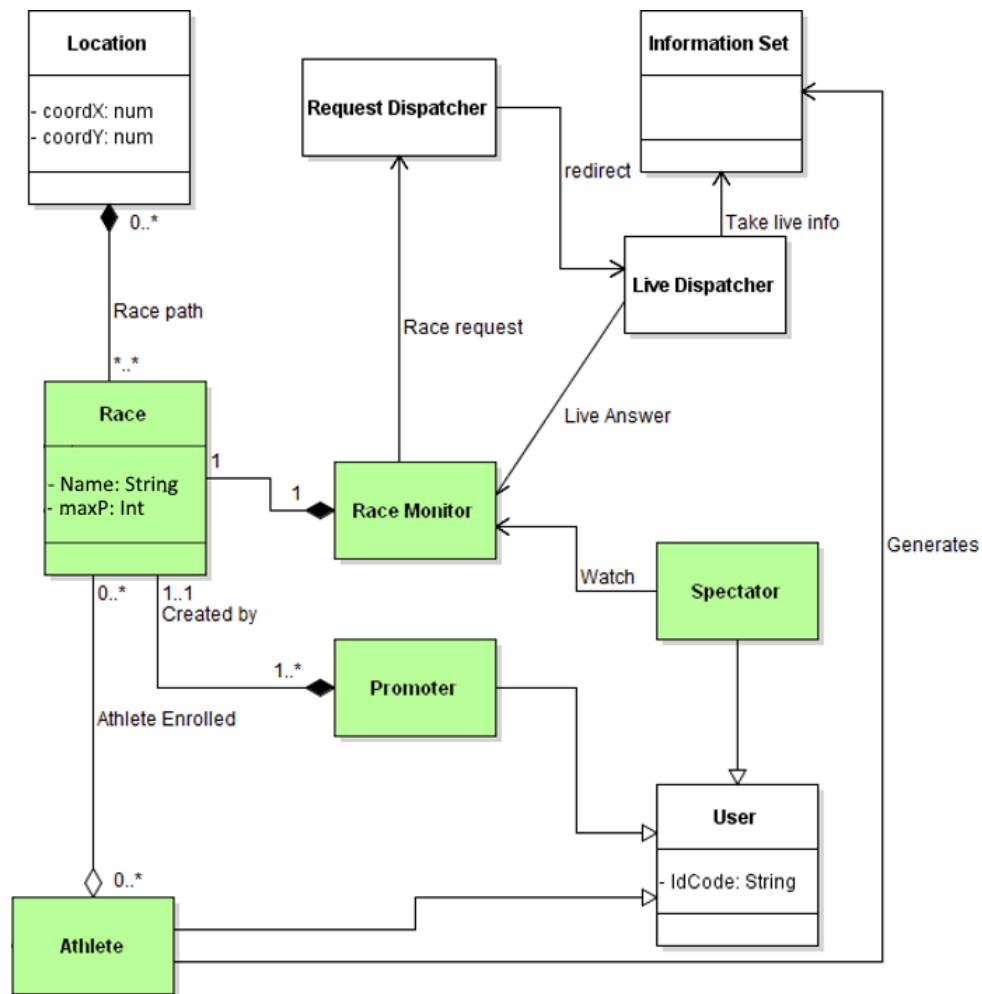 Location
- coordX: num
- coordY: num
0..*
Race path
*..*
Request Dispatcher
Information Set
redirect
Take live info
Live Dispatcher
Race request
Live Answer
Race
- Name: String
- maxP: Int
1
1
Race Monitor
Generates
Watch
Spectator
0..*
1..1
Created by
1..*
Promoter
Athlete Enrolled
User
- IdCode: String
0..*
Athlete